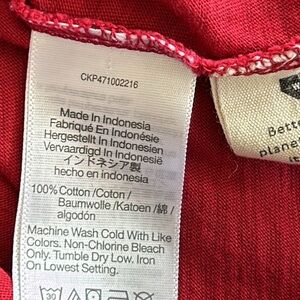 CKP471002216
Made In Indonesia
Fabriqué En Indonésie
Hergestellt In Indonesien
Vervaardigd In Indonesië
インドネシア製
hecho en indonesia
100% Cotton /Coton /
Baumwolle /Katoen /綿 /
algodón
Machine Wash Cold With Like
Colors. Non-Chlorine Bleach
Only. Tumble Dry Low. Iron
On Lowest Setting.
30